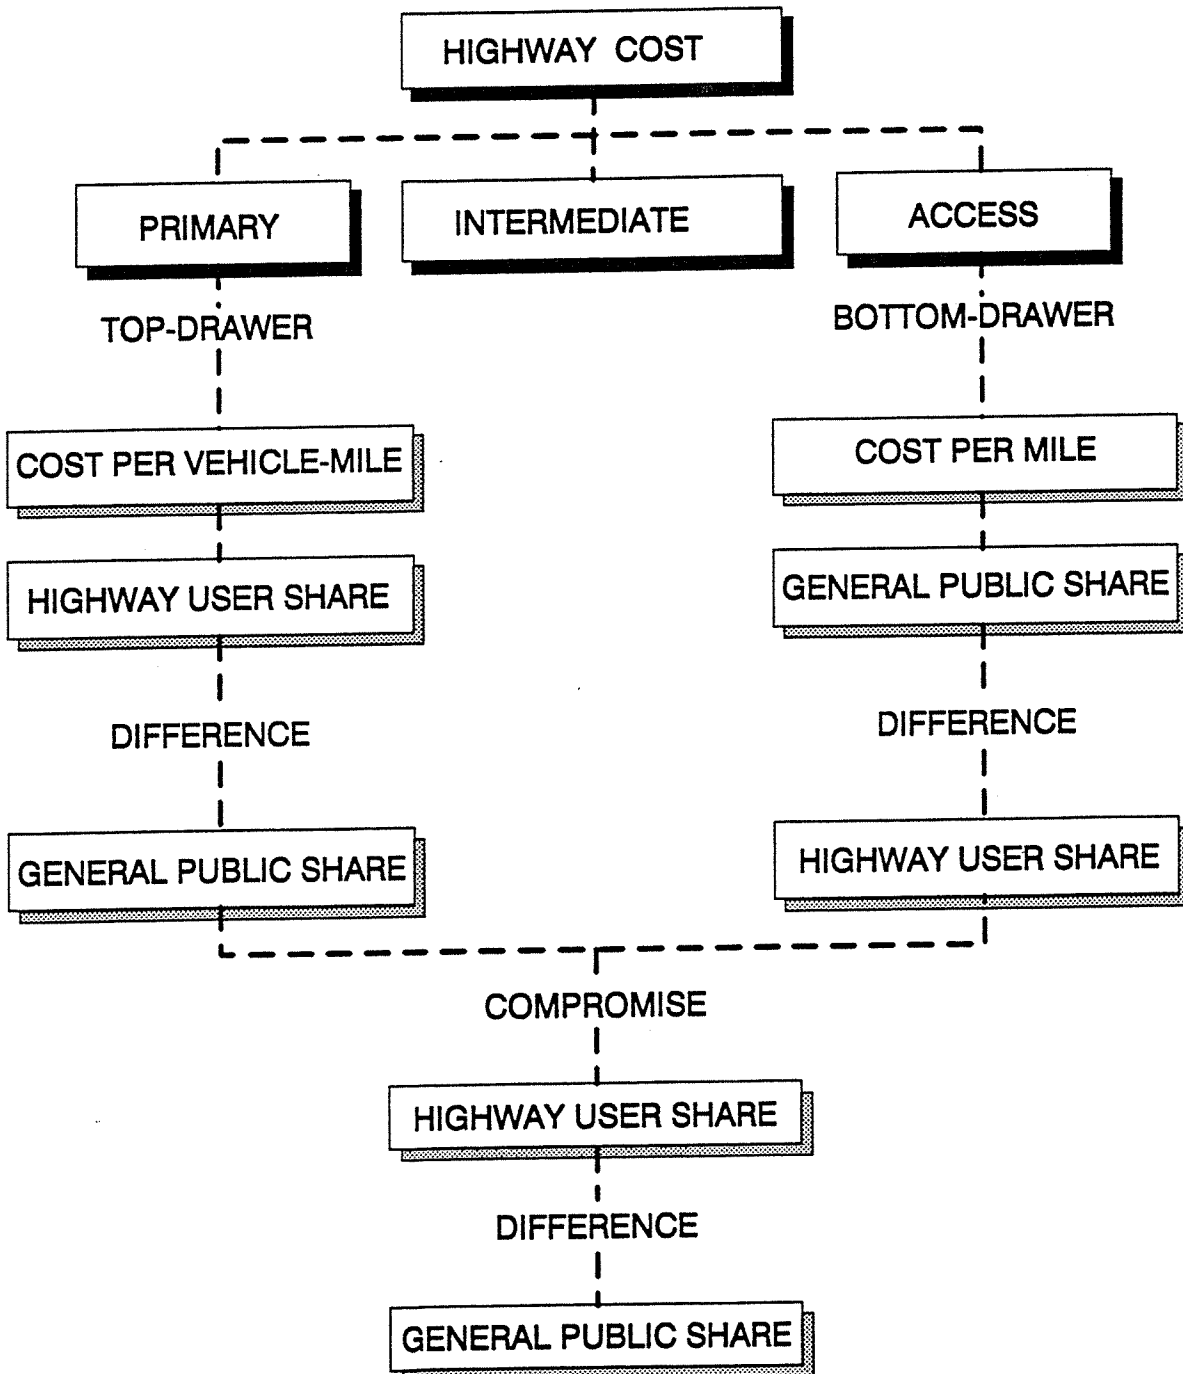 HIGHWAY COST
PRIMARY
INTERMEDIATE
ACCESS
TOP-DRAWER
BOTTOM-DRAWER
COST PER VEHICLE-MILE
COST PER MILE
HIGHWAY USER SHARE
GENERAL PUBLIC SHARE
DIFFERENCE
DIFFERENCE
GENERAL PUBLIC SHARE
HIGHWAY USER SHARE
COMPROMISE
HIGHWAY USER SHARE
DIFFERENCE
GENERAL PUBLIC SHARE